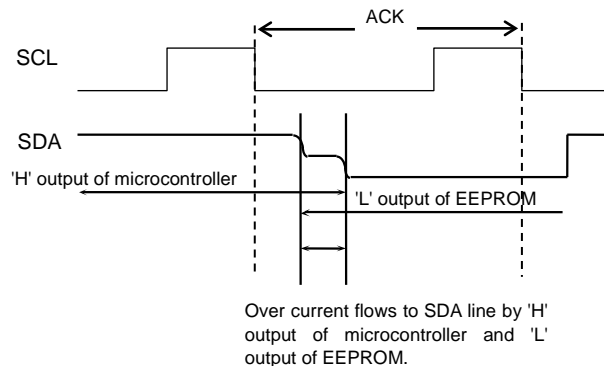 ACK
SCL
SDA
'H' output of microcontroller
'L' output of EEPROM
Over current flows to SDA line by 'H'
output of microcontroller and 'L'
output of EEPROM.